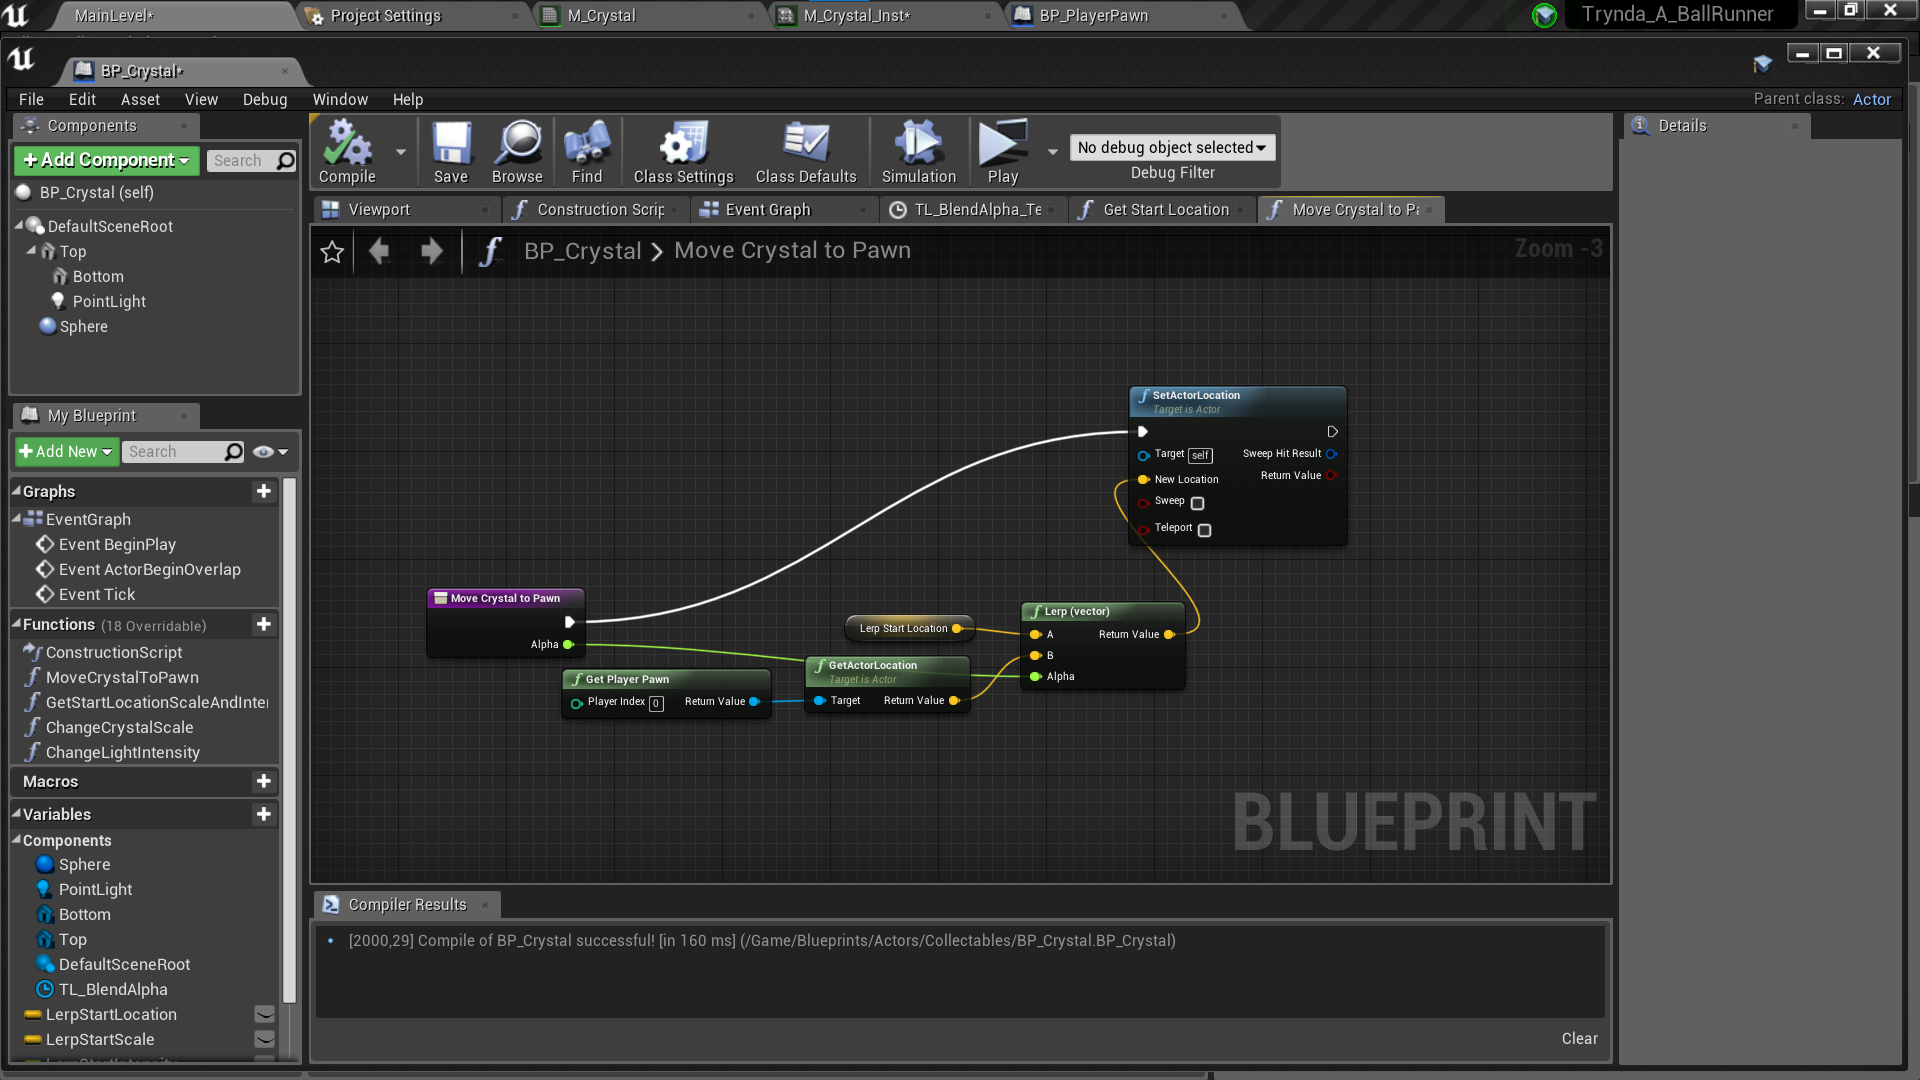 MainLevel*
Project Settings
M_Crystal
M_Crystal_Inst*
BP_PlayerPawn
Trynda_A_BallRunner
BP_Crystal*
File Edit Asset View Debug Window Help
Parent class: Actor
Components
+Add Component
Search
BP_Crystal (self)
DefaultSceneRoot
Top
Bottom
PointLight
Sphere
Compile
Save
Browse
Find
Class Settings
Class Defaults
Simulation
Play
No debug object selected
Debug Filter
Details
Viewport
Construction Scrip
Event Graph
TL_BlendAlpha_Te
Get Start Location
Move Crystal to Pa
BP_Crystal > Move Crystal to Pawn
Zoom -3
My Blueprint
+Add New
Search
Graphs
EventGraph
Event BeginPlay
Event ActorBeginOverlap
Event Tick
Functions (18 Overridable)
ConstructionScript
MoveCrystalToPawn
GetStartLocationScaleAndInter
ChangeCrystalScale
ChangeLightIntensity
Macros
Variables
Components
Sphere
PointLight
Bottom
Top
DefaultSceneRoot
TL_BlendAlpha
LerpStartLocation
LerpStartScale
SetActorLocation
Target is Actor
Target self
Sweep Hit Result
New Location
Return Value
Sweep
Teleport
Move Crystal to Pawn
Alpha
Get Player Pawn
Player Index 0
Return Value
Lerp Start Location
GetActorLocation
Target is Actor
Target
Return Value
Lerp (vector)
A
Return Value
B
Alpha
BLUEPRINT
Compiler Results
[2000,29] Compile of BP_Crystal successful! [in 160 ms] (/Game/Blueprints/Actors/Collectables/BP_Crystal.BP_Crystal)
Clear